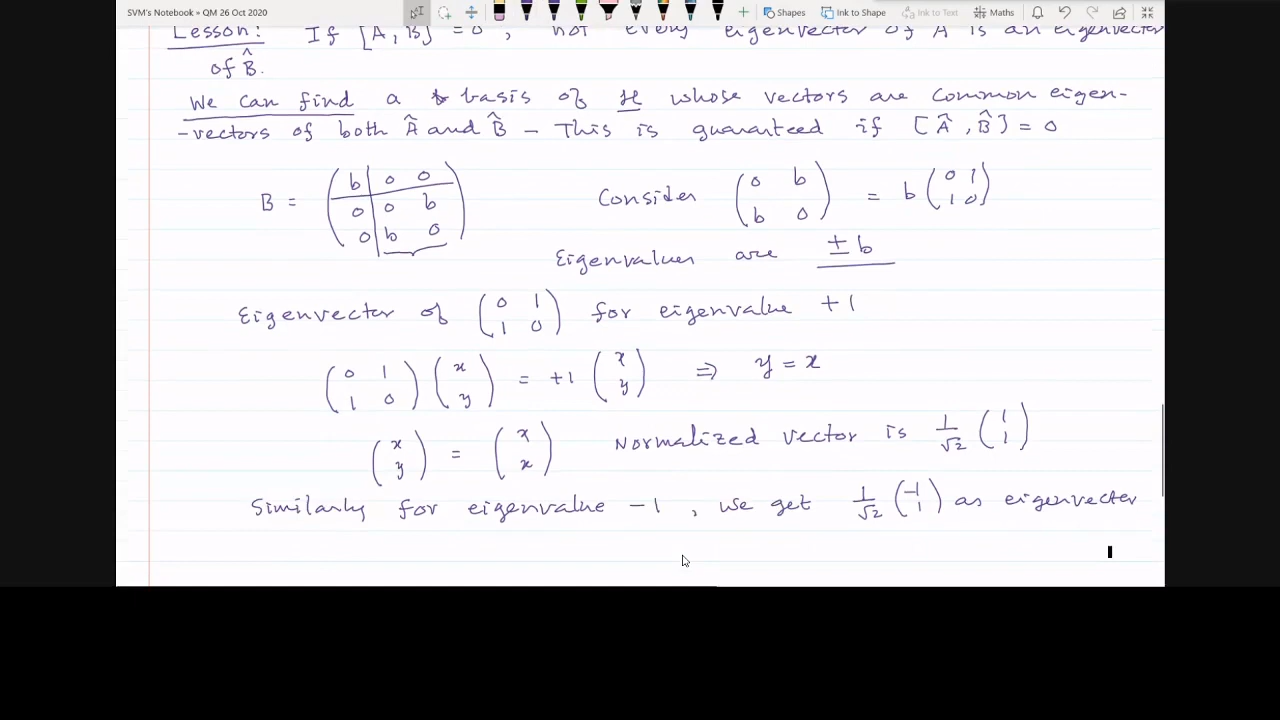 SVM's Notebook » QM 26 Oct 2020
Shapes
Ink to Shape
Ink to Text
Maths
Lesson: If [A, B] = 0, not every eigenvector of A is an eigenvector
of B̂.
We can find a basis of H whose vectors are common eigen-
-vectors of both Â and B̂ – This is guaranteed if [Â, B̂] = 0
B = (b 0 0; 0 0 b; 0 b 0) Consider (0 b; b 0) = b (0 1; 1 0)
Eigenvalues are ± b
Eigenvector of (0 1; 1 0) for eigenvalue +1
(0 1; 1 0) (x; y) = +1 (x; y) ⇒ y = x
(x; y) = (x; x) Normalized vector is 1/√2 (1; 1)
Similarly for eigenvalue -1, we get 1/√2 (-1; 1) as eigenvector